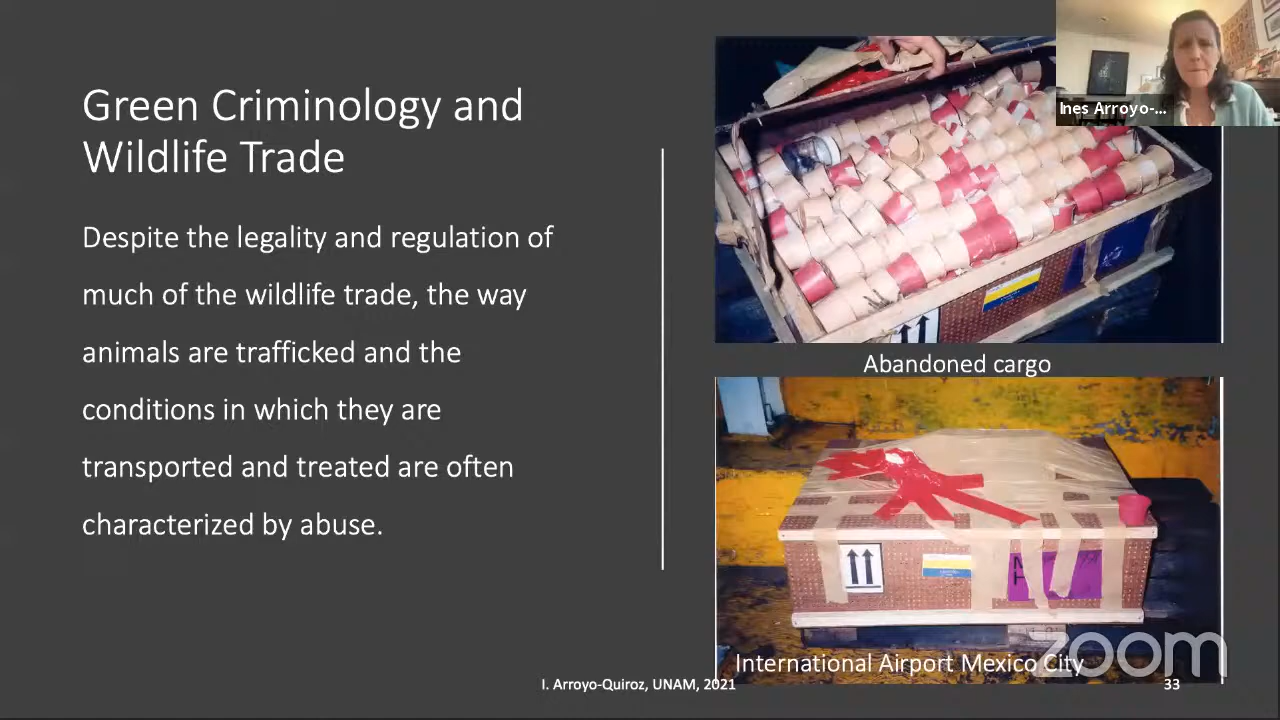 Green Criminology and
Wildlife Trade
Despite the legality and regulation of
much of the wildlife trade, the way
animals are trafficked and the
conditions in which they are
transported and treated are often
characterized by abuse.
Ines Arroyo-...
Abandoned cargo
International Airport Mexico City
zoom
I. Arroyo-Quiroz, UNAM, 2021
33